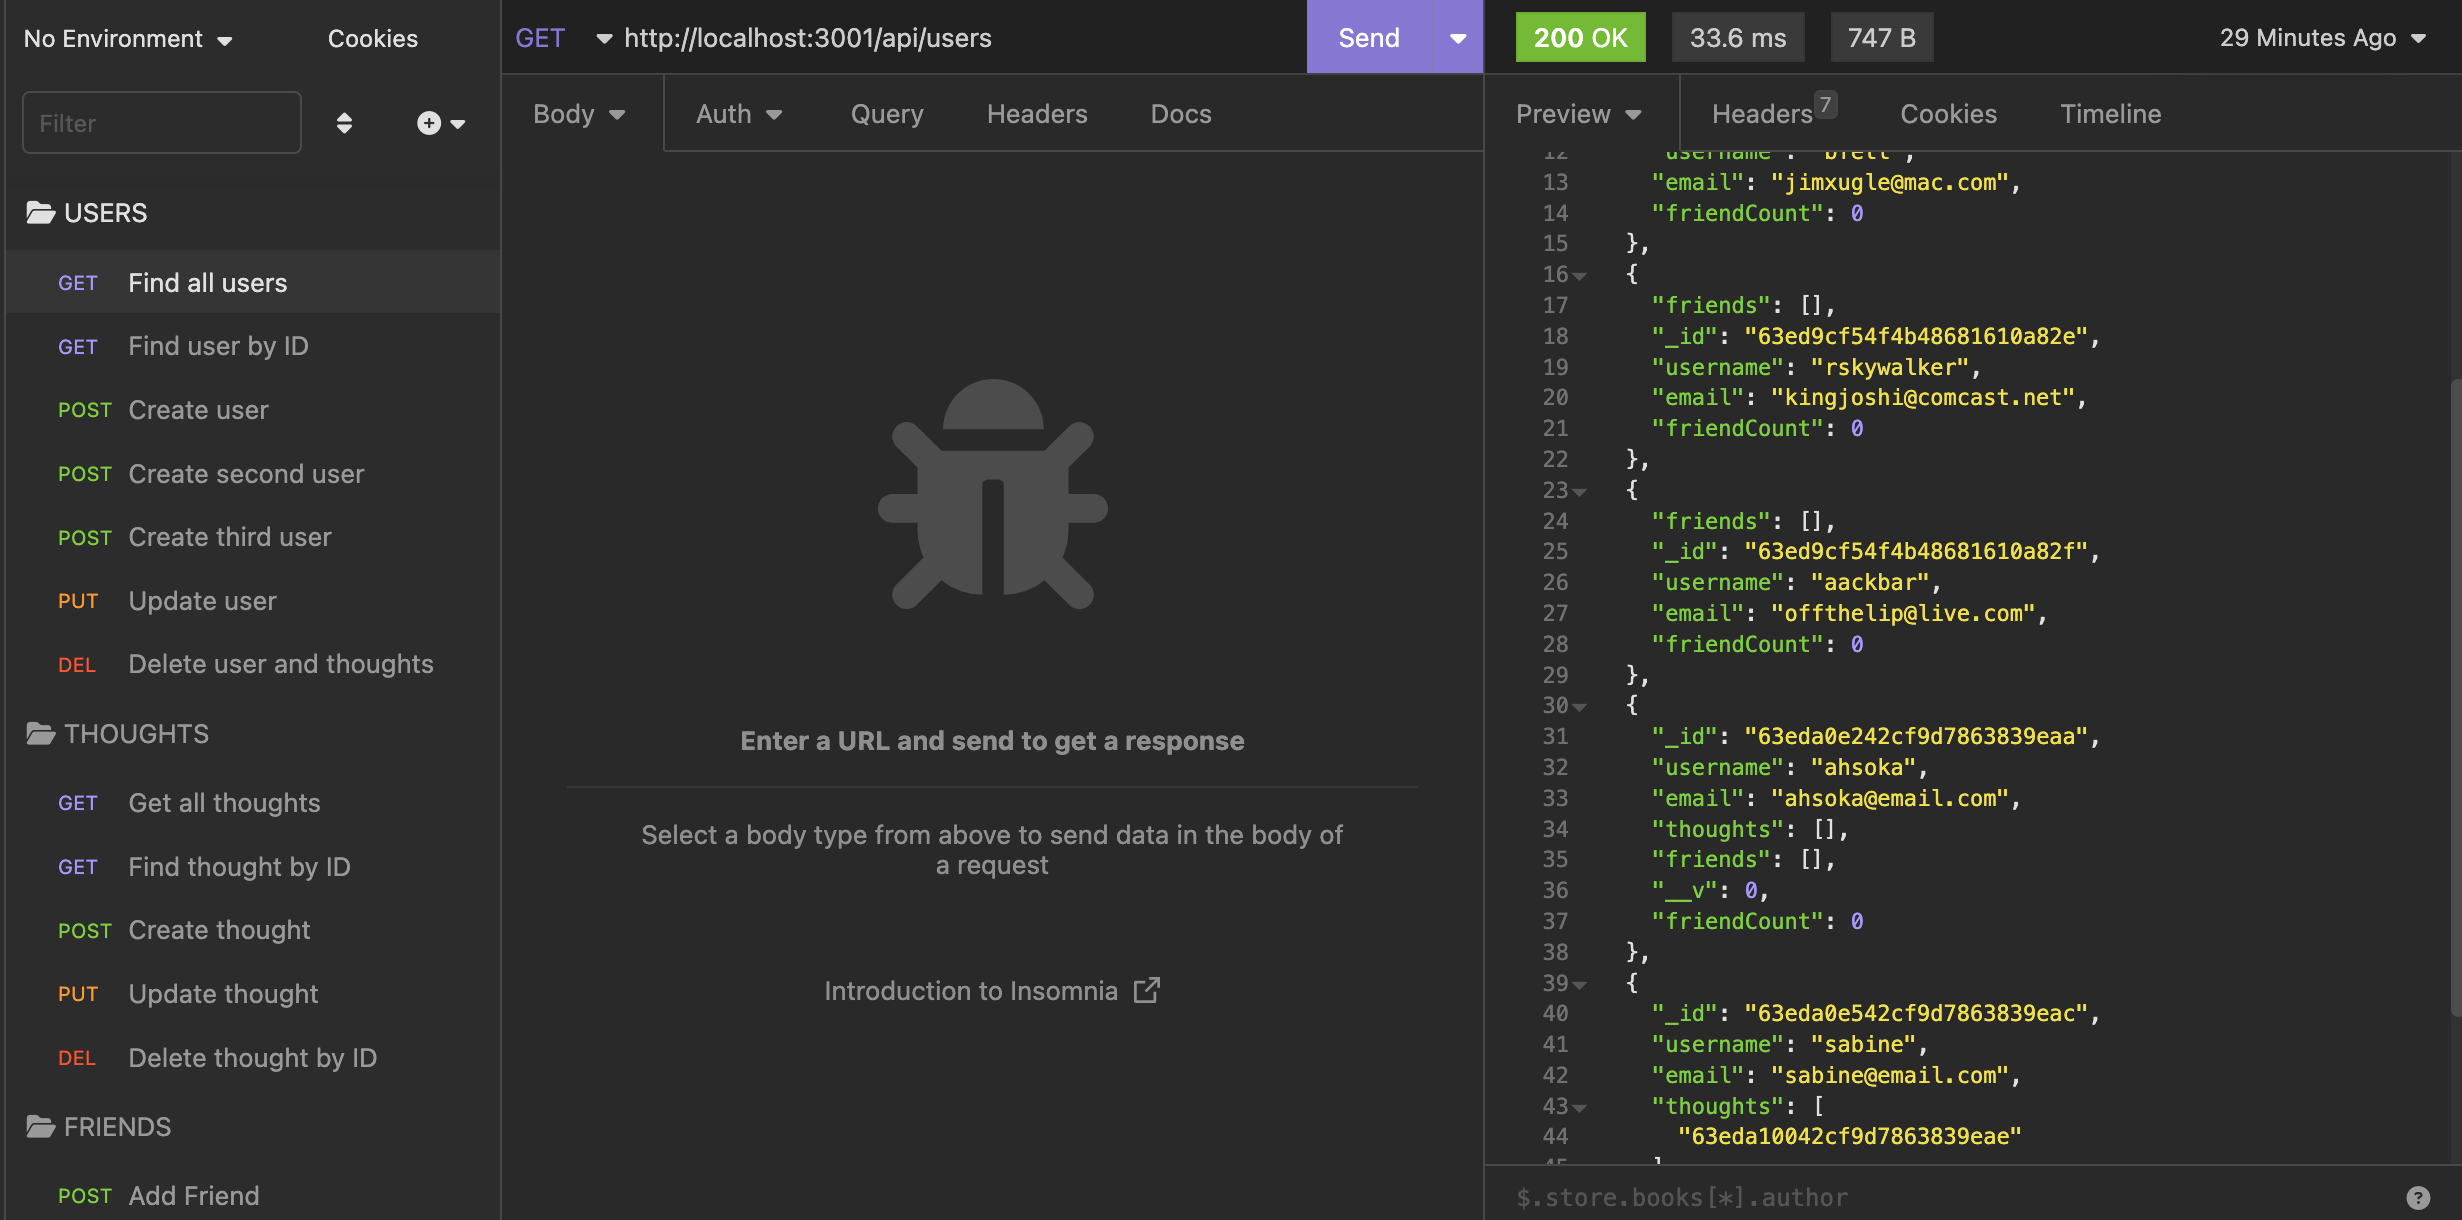 No Environment
Cookies
Filter
USERS
GET Find all users
GET Find user by ID
POST Create user
POST Create second user
POST Create third user
PUT Update user
DEL Delete user and thoughts
THOUGHTS
GET Get all thoughts
GET Find thought by ID
POST Create thought
PUT Update thought
DEL Delete thought by ID
FRIENDS
POST Add Friend
GET http://localhost:3001/api/users Send
Body Auth Query Headers Docs
Enter a URL and send to get a response
Select a body type from above to send data in the body of
a request
Introduction to Insomnia
200 OK 33.6 ms 747 B 29 Minutes Ago
Preview Headers 7 Cookies Timeline
12 "username": "brett",
13 "email": "jimxugle@mac.com",
14 "friendCount": 0
15 },
16 {
17 "friends": [],
18 "_id": "63ed9cf54f4b48681610a82e",
19 "username": "rskywalker",
20 "email": "kingjoshi@comcast.net",
21 "friendCount": 0
22 },
23 {
24 "friends": [],
25 "_id": "63ed9cf54f4b48681610a82f",
26 "username": "aackbar",
27 "email": "offthelip@live.com",
28 "friendCount": 0
29 },
30 {
31 "_id": "63eda0e242cf9d7863839eaa",
32 "username": "ahsoka",
33 "email": "ahsoka@email.com",
34 "thoughts": [],
35 "friends": [],
36 "__v": 0,
37 "friendCount": 0
38 },
39 {
40 "_id": "63eda0e542cf9d7863839eac",
41 "username": "sabine",
42 "email": "sabine@email.com",
43 "thoughts": [
44 "63eda10042cf9d7863839eae"
45 ]
$.store.books[*].author